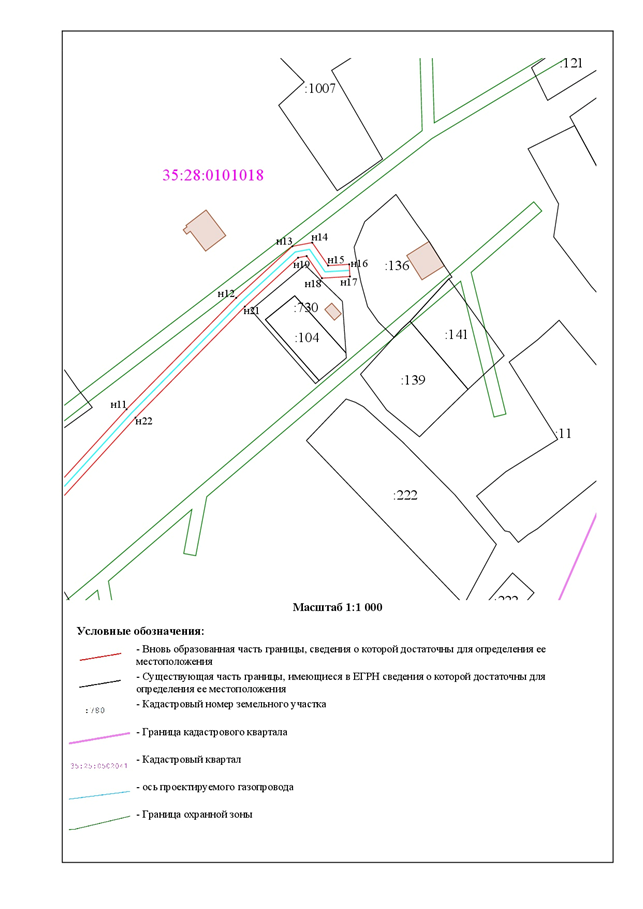 :121
:1007
35:28:0101018
н14
н13
н15
н16
:136
н19
н18
н17
н12
н21
:730
:104
:141
:139
н11
н22
:11
:222
:222
Масштаб 1:1 000
Условные обозначения:
- Вновь образованная часть границы, сведения о которой достаточны для определения ее
местоположения
- Существующая часть границы, имеющиеся в ЕГРН сведения о которой достаточны для
определения ее местоположения
:780 - Кадастровый номер земельного участка
- Граница кадастрового квартала
- Кадастровый квартал
- ось проектируемого газопровода
- Граница охранной зоны